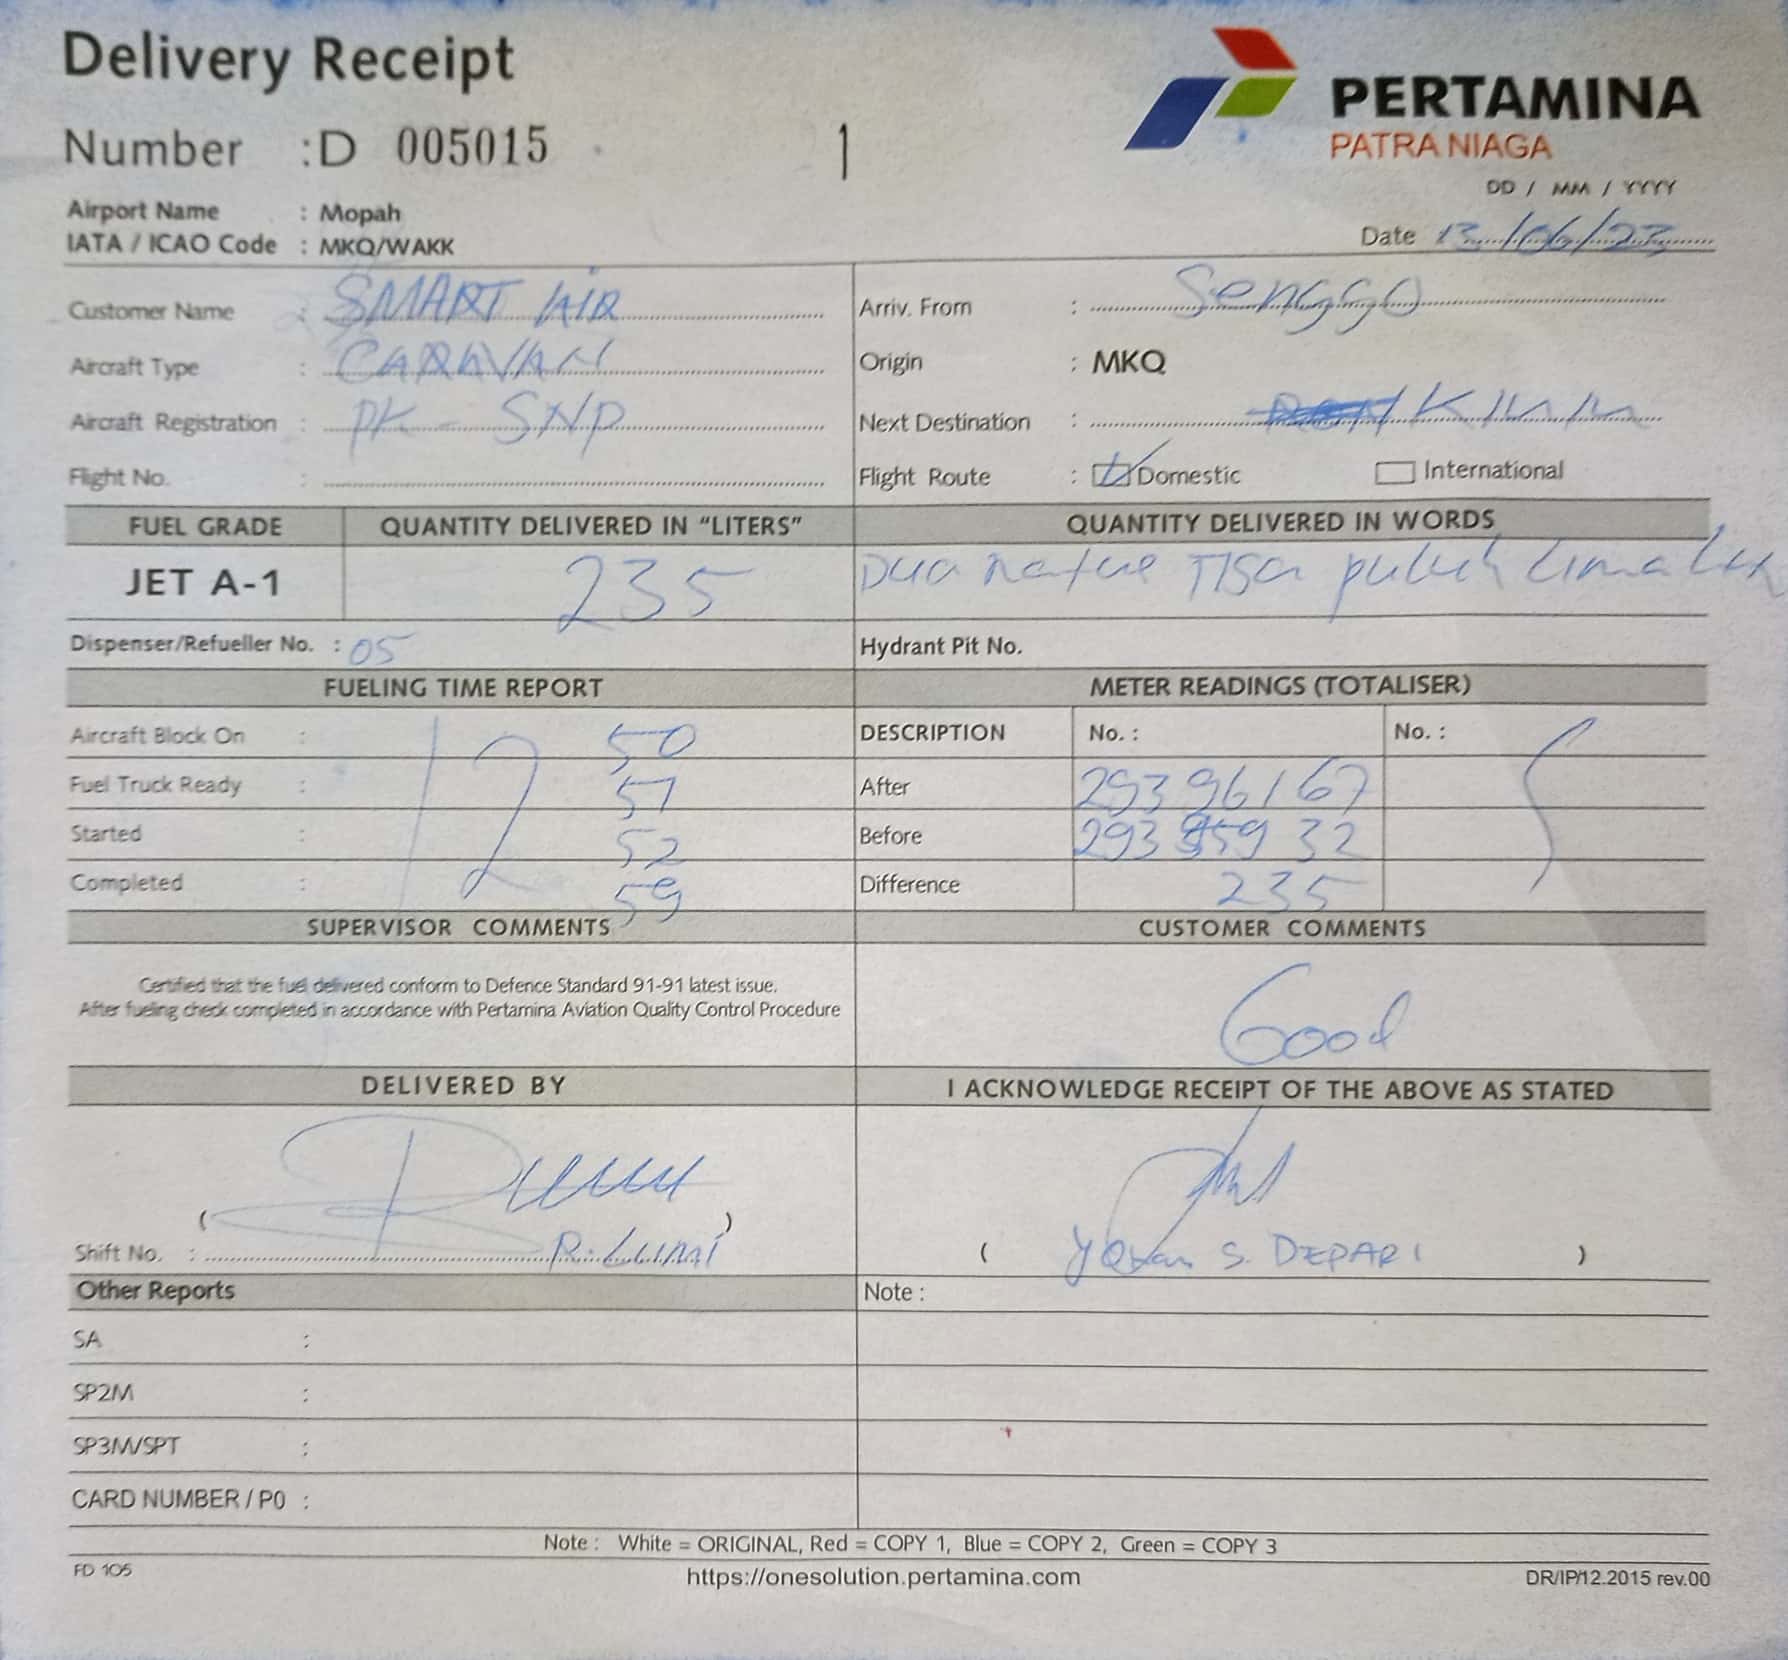 Delivery Receipt
PERTAMINA
PATRA NIAGA
Number :D 005015
DD / MM / YYYY
Airport Name : Mopah
Date 13/06/23
IATA / ICAO Code : MKQ/WAKK
Customer Name : SMART AIR
Arriv. From : Senggo
Aircraft Type : CARAVAN
Origin : MKQ
Aircraft Registration : PK - SNP
Next Destination :
Flight No. :
Flight Route : Domestic International
FUEL GRADE QUANTITY DELIVERED IN "LITERS" QUANTITY DELIVERED IN WORDS
JET A-1 235 Dua ratus Tiga puluh lima
Dispenser/Refueller No. : 05 Hydrant Pit No.
FUELING TIME REPORT METER READINGS (TOTALISER)
Aircraft Block On : 12 50 DESCRIPTION No. : No. :
Fuel Truck Ready : 51 After 29396167
Started : 52 Before 29395932
Completed : 59 Difference 235
SUPERVISOR COMMENTS CUSTOMER COMMENTS
Certified that the fuel delivered conform to Defence Standard 91-91 latest issue.
After fueling check completed in accordance with Pertamina Aviation Quality Control Procedure
Good
DELIVERED BY I ACKNOWLEDGE RECEIPT OF THE ABOVE AS STATED
( )
Shift No. : R. Lumi ( S. DEPARI )
Other Reports Note :
SA :
SP2M :
SP3M/SPT :
CARD NUMBER / P0 :
Note : White = ORIGINAL, Red = COPY 1, Blue = COPY 2, Green = COPY 3
FD 105 https://onesolution.pertamina.com DR/IP/12.2015 rev.00